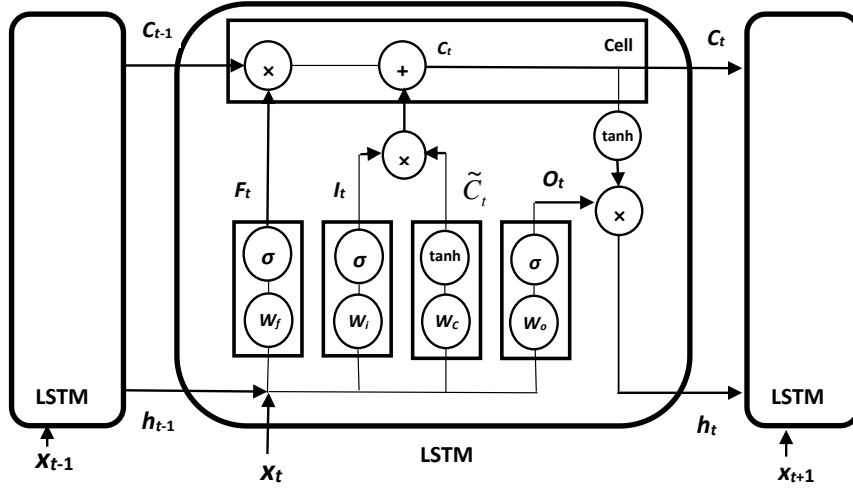 C_{t-1}
C_t
Cell
C_t
×
+
tanh
×
F_t
I_t
\tilde{C}_t
O_t
×
σ
σ
tanh
σ
W_f
W_i
W_C
W_o
LSTM
LSTM
h_{t-1}
h_t
x_{t-1}
x_t
LSTM
x_{t+1}